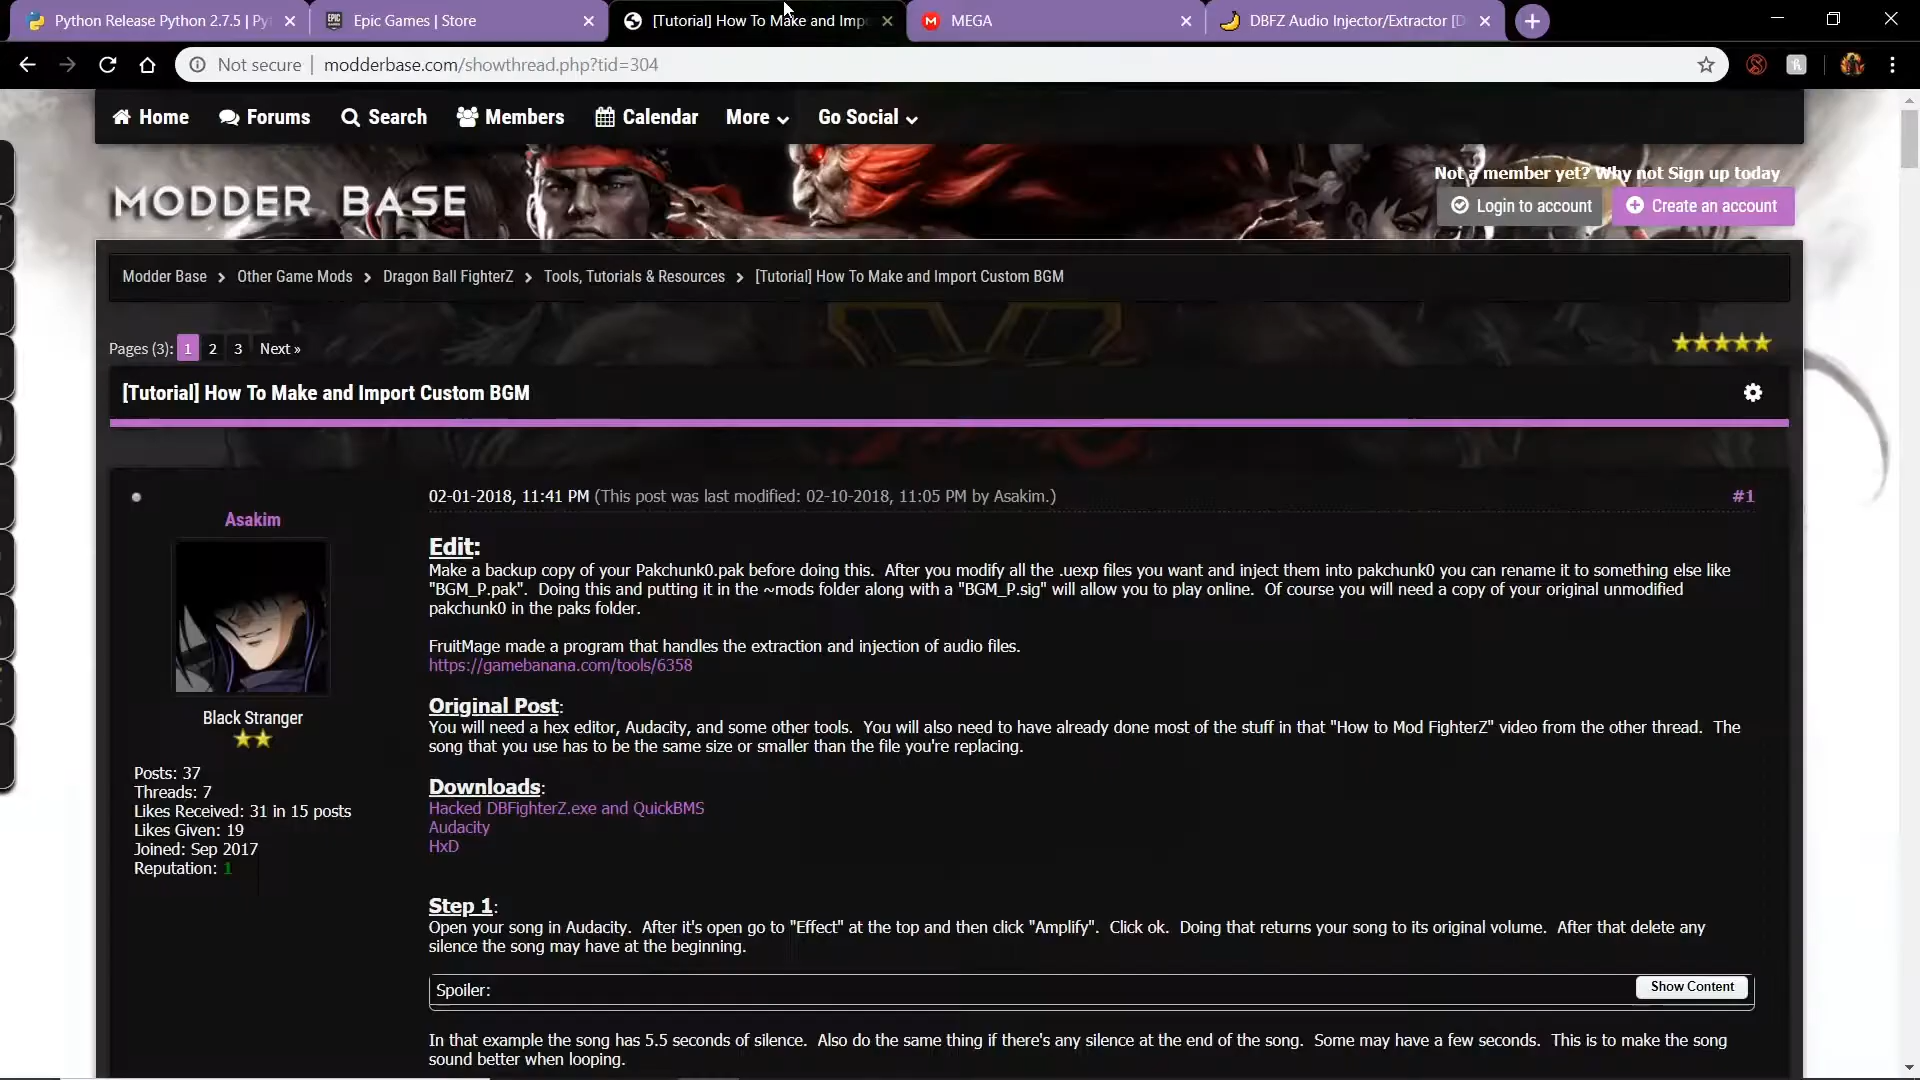 Python Release Python 2.7.5 | Py
Epic Games | Store
[Tutorial] How To Make and Imp
MEGA
DBFZ Audio Injector/Extractor [D
Not secure | modderbase.com/showthread.php?tid=304
Home
Forums
Search
Members
Calendar
More
Go Social
MODDER BASE
Not a member yet? Why not Sign up today
Login to account
Create an account
Modder Base > Other Game Mods > Dragon Ball FighterZ > Tools, Tutorials & Resources > [Tutorial] How To Make and Import Custom BGM
Pages (3): 1 2 3 Next »
[Tutorial] How To Make and Import Custom BGM
02-01-2018, 11:41 PM (This post was last modified: 02-10-2018, 11:05 PM by Asakim.)
#1
Asakim
Black Stranger
Posts: 37
Threads: 7
Likes Received: 31 in 15 posts
Likes Given: 19
Joined: Sep 2017
Reputation: 1
Edit:
Make a backup copy of your Pakchunk0.pak before doing this. After you modify all the .uexp files you want and inject them into pakchunk0 you can rename it to something else like
"BGM_P.pak". Doing this and putting it in the ~mods folder along with a "BGM_P.sig" will allow you to play online. Of course you will need a copy of your original unmodified
pakchunk0 in the paks folder.
FruitMage made a program that handles the extraction and injection of audio files.
https://gamebanana.com/tools/6358
Original Post:
You will need a hex editor, Audacity, and some other tools. You will also need to have already done most of the stuff in that "How to Mod FighterZ" video from the other thread. The
song that you use has to be the same size or smaller than the file you're replacing.
Downloads:
Hacked DBFighterZ.exe and QuickBMS
Audacity
HxD
Step 1:
Open your song in Audacity. After it's open go to "Effect" at the top and then click "Amplify". Click ok. Doing that returns your song to its original volume. After that delete any
silence the song may have at the beginning.
Spoiler:
Show Content
In that example the song has 5.5 seconds of silence. Also do the same thing if there's any silence at the end of the song. Some may have a few seconds. This is to make the song
sound better when looping.